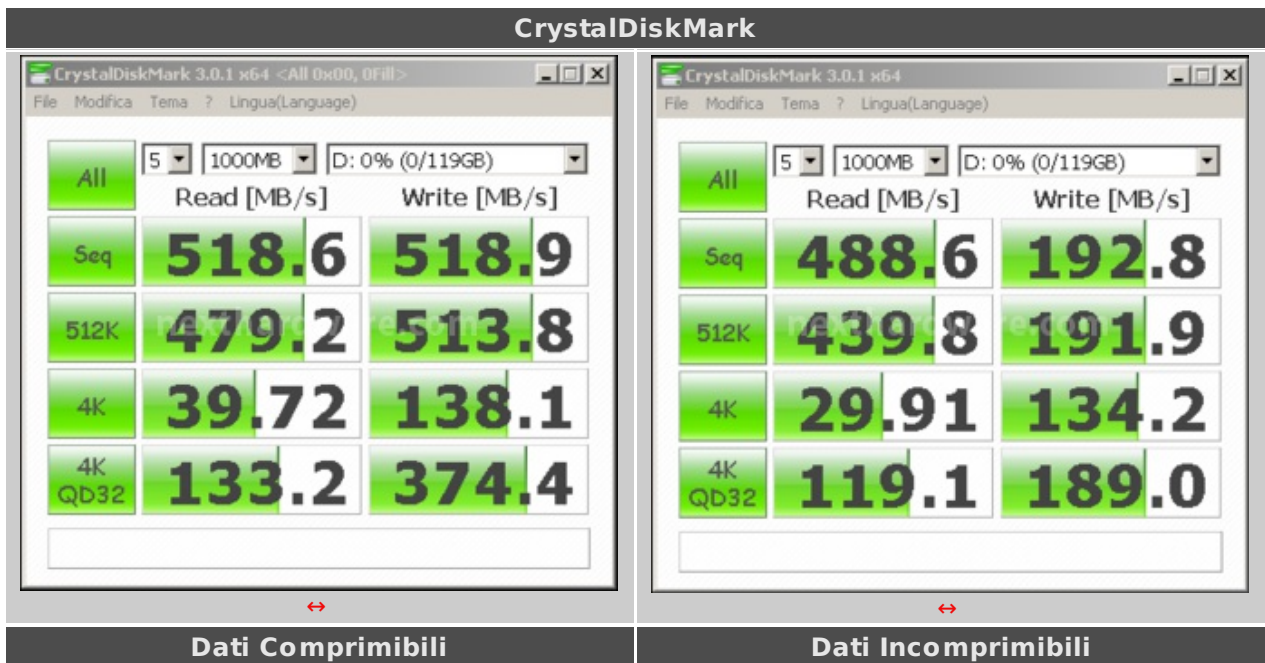 CrystalDiskMark
CrystalDiskMark 3.0.1 x64 <All 0x00, 0Fill>
File Modifica Tema ? Lingua(Language)
All 5 1000MB D: 0% (0/119GB)
Read [MB/s] Write [MB/s]
Seq 518.6 518.9
512K 479.2 513.8
4K 39.72 138.1
4K QD32 133.2 374.4
nexthardware.com
CrystalDiskMark 3.0.1 x64
File Modifica Tema ? Lingua(Language)
All 5 1000MB D: 0% (0/119GB)
Read [MB/s] Write [MB/s]
Seq 488.6 192.8
512K 439.8 191.9
4K 29.91 134.2
4K QD32 119.1 189.0
nexthardware.com
↔ ↔
Dati Comprimibili Dati Incomprimibili